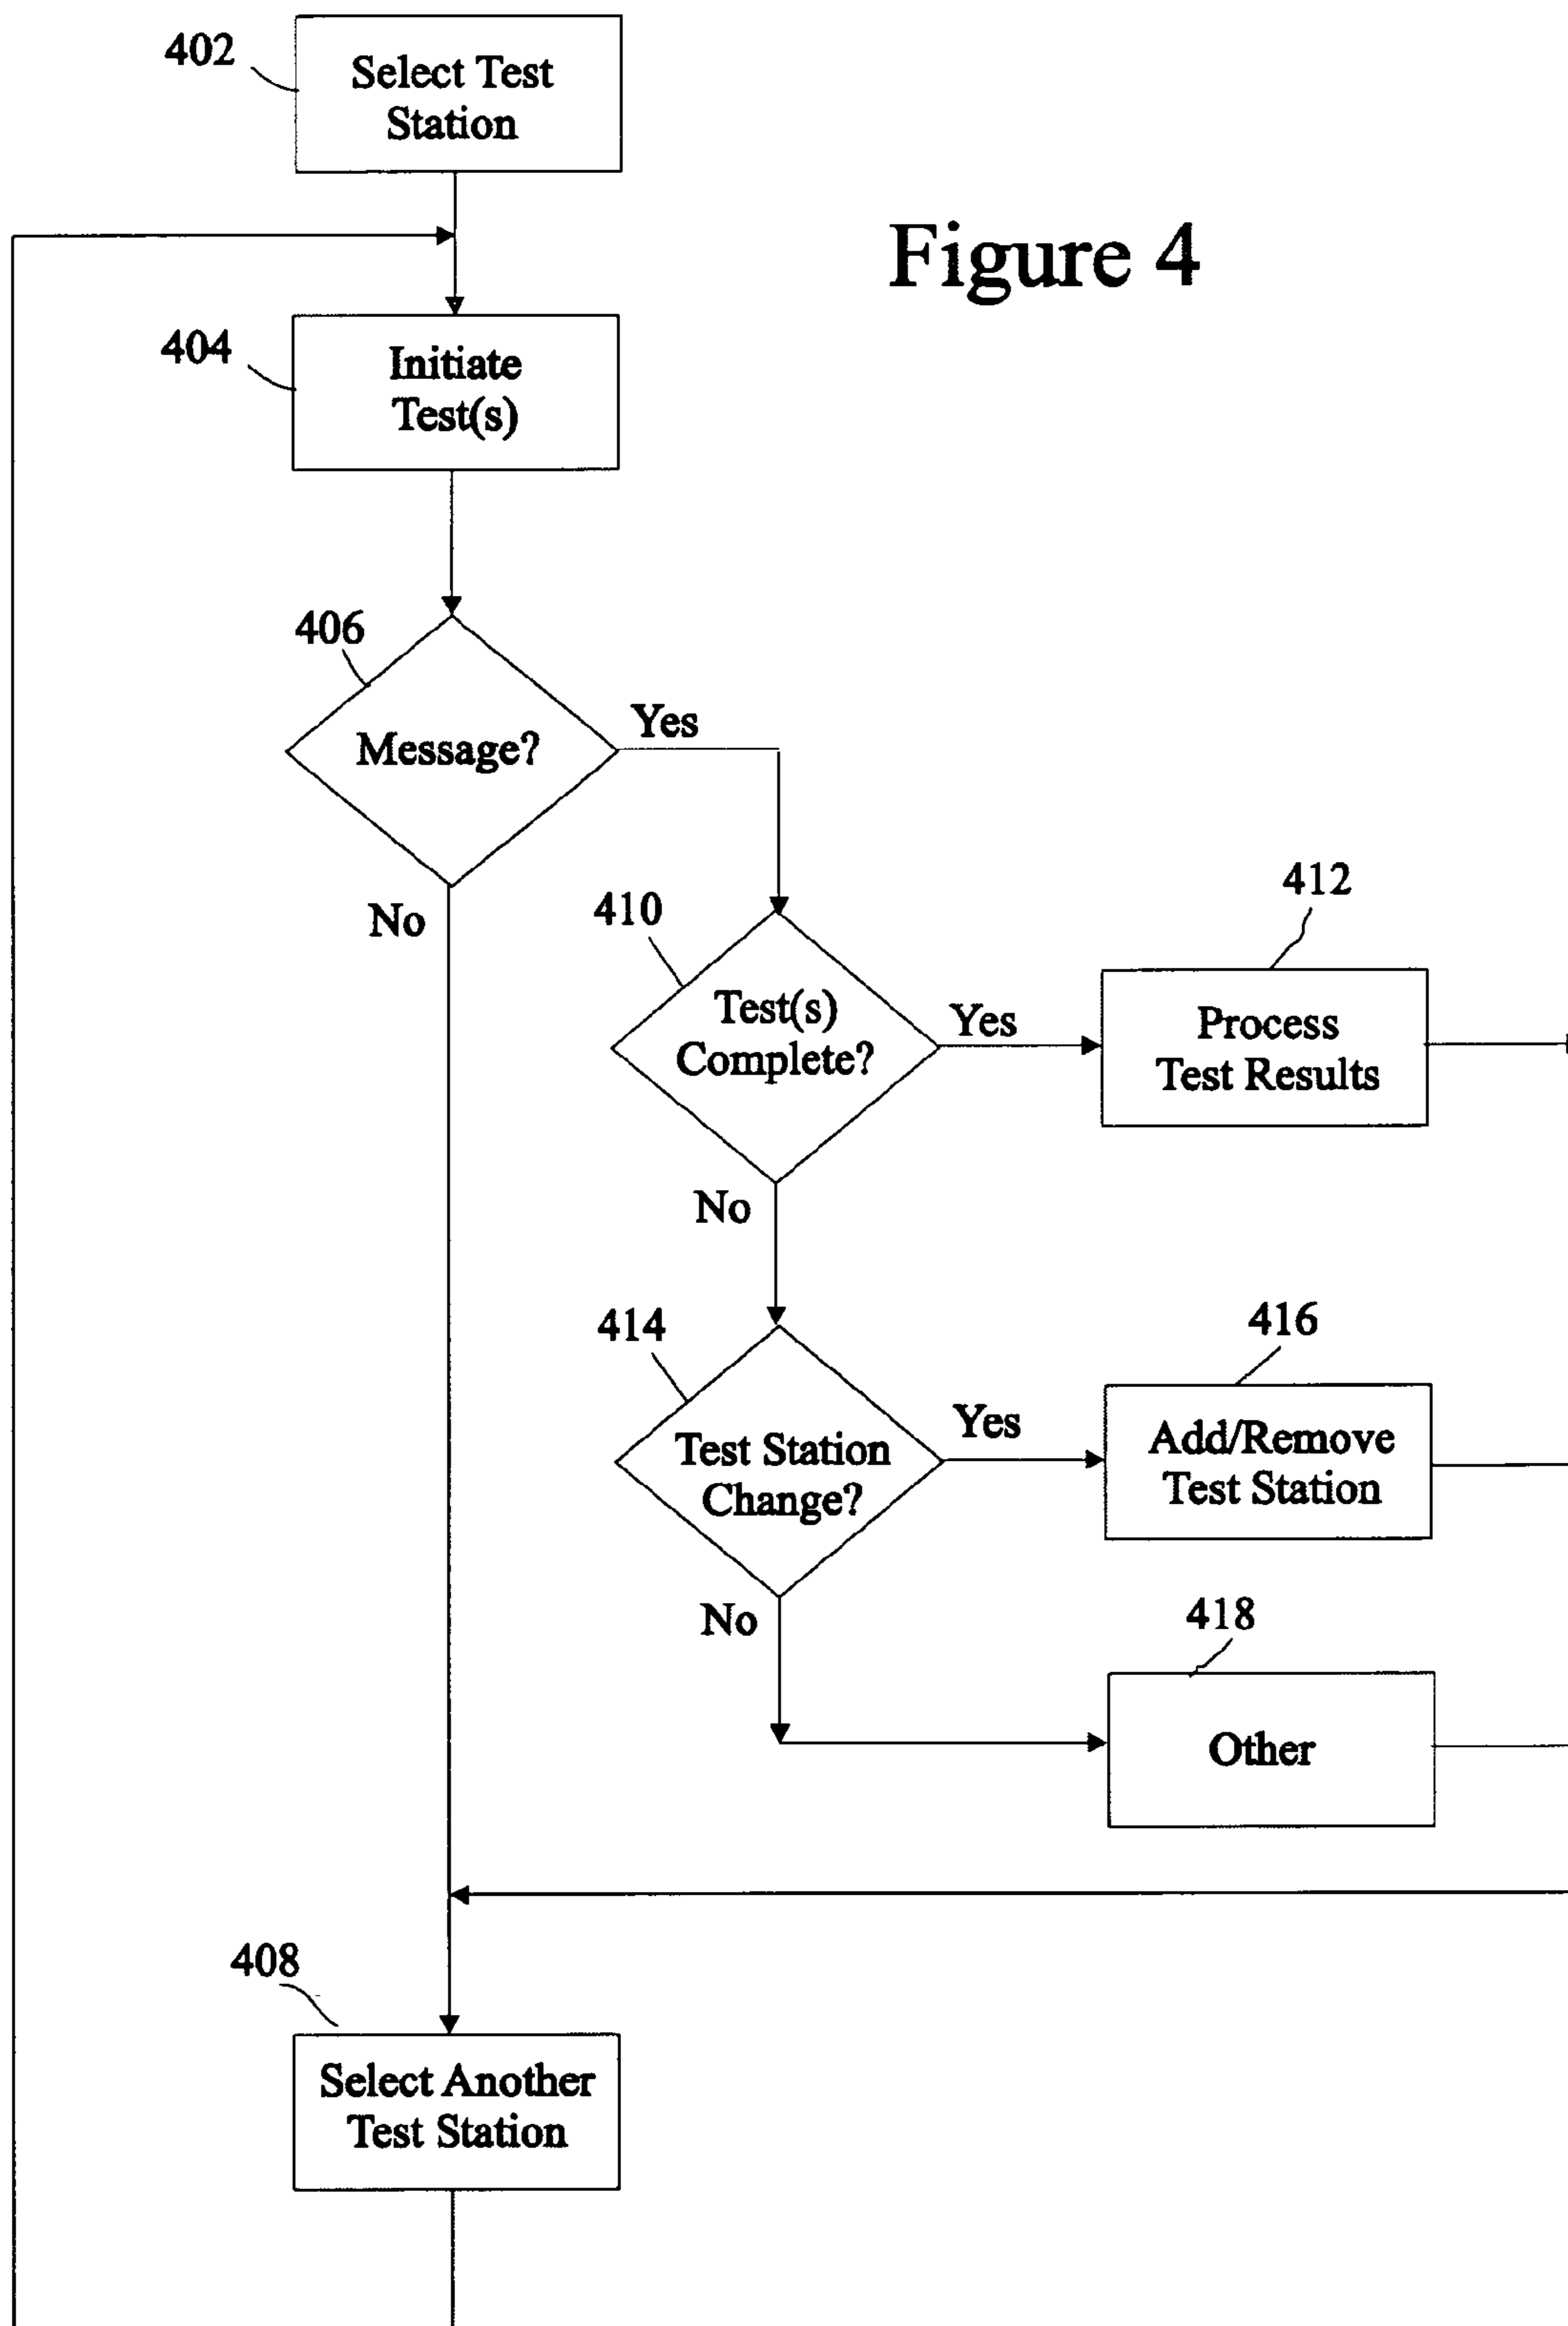 402
Select Test
Station
Figure 4
404
Initiate
Test(s)
406
Message?
Yes
No
410
Test(s)
Complete?
Yes
412
Process
Test Results
No
414
Test Station
Change?
Yes
416
Add/Remove
Test Station
No
418
Other
408
Select Another
Test Station